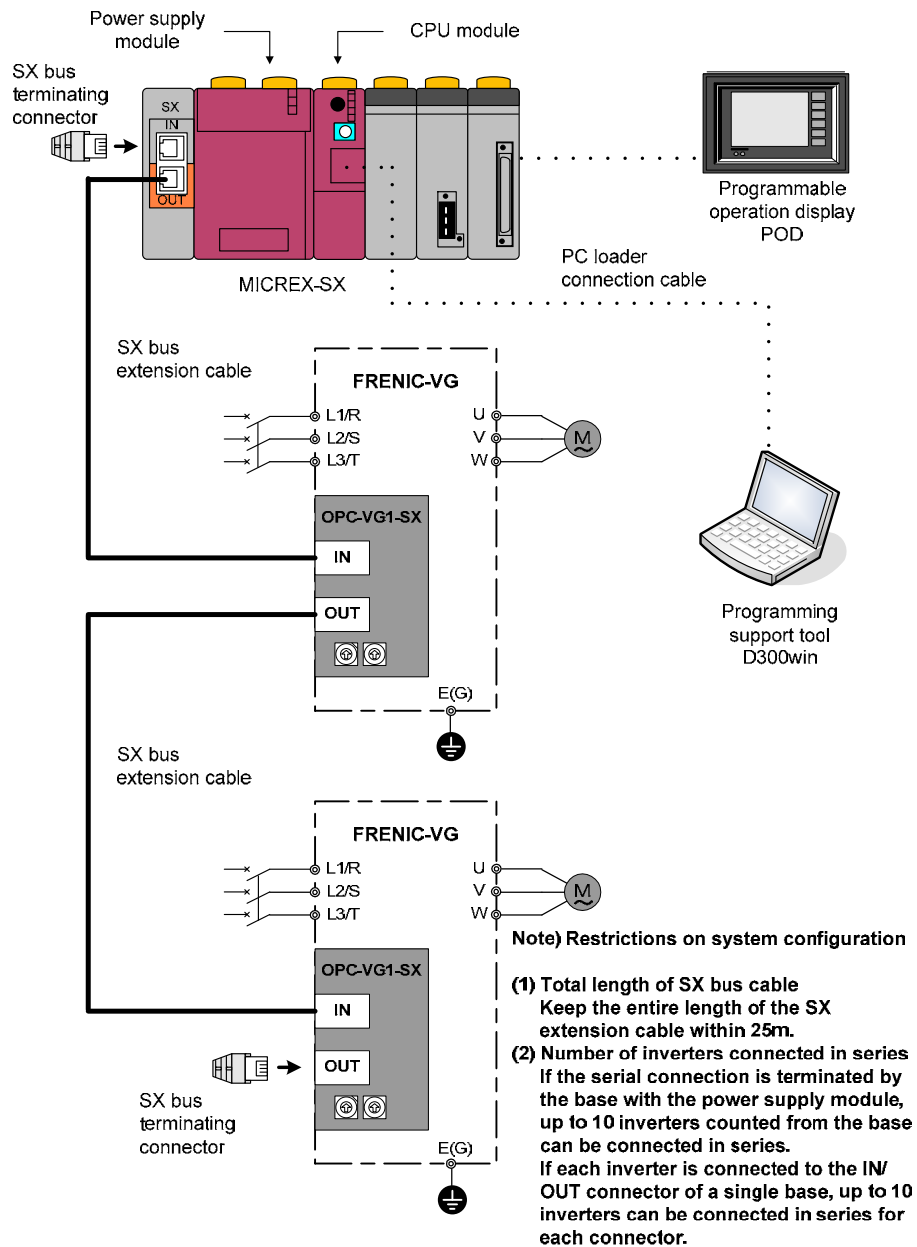 Power supply
module
CPU module
SX bus
terminating
connector
SX
IN
OUT
MICREX-SX
Programmable
operation display
POD
PC loader
connection cable
SX bus
extension cable
FRENIC-VG
L1/R
L2/S
L3/T
U
V
W
M
OPC-VG1-SX
IN
OUT
E(G)
Programming
support tool
D300win
SX bus
extension cable
FRENIC-VG
L1/R
L2/S
L3/T
U
V
W
M
OPC-VG1-SX
IN
OUT
E(G)
SX bus
terminating
connector
Note) Restrictions on system configuration
(1) Total length of SX bus cable
Keep the entire length of the SX
extension cable within 25m.
(2) Number of inverters connected in series
If the serial connection is terminated by
the base with the power supply module,
up to 10 inverters counted from the base
can be connected in series.
If each inverter is connected to the IN/
OUT connector of a single base, up to 10
inverters can be connected in series for
each connector.